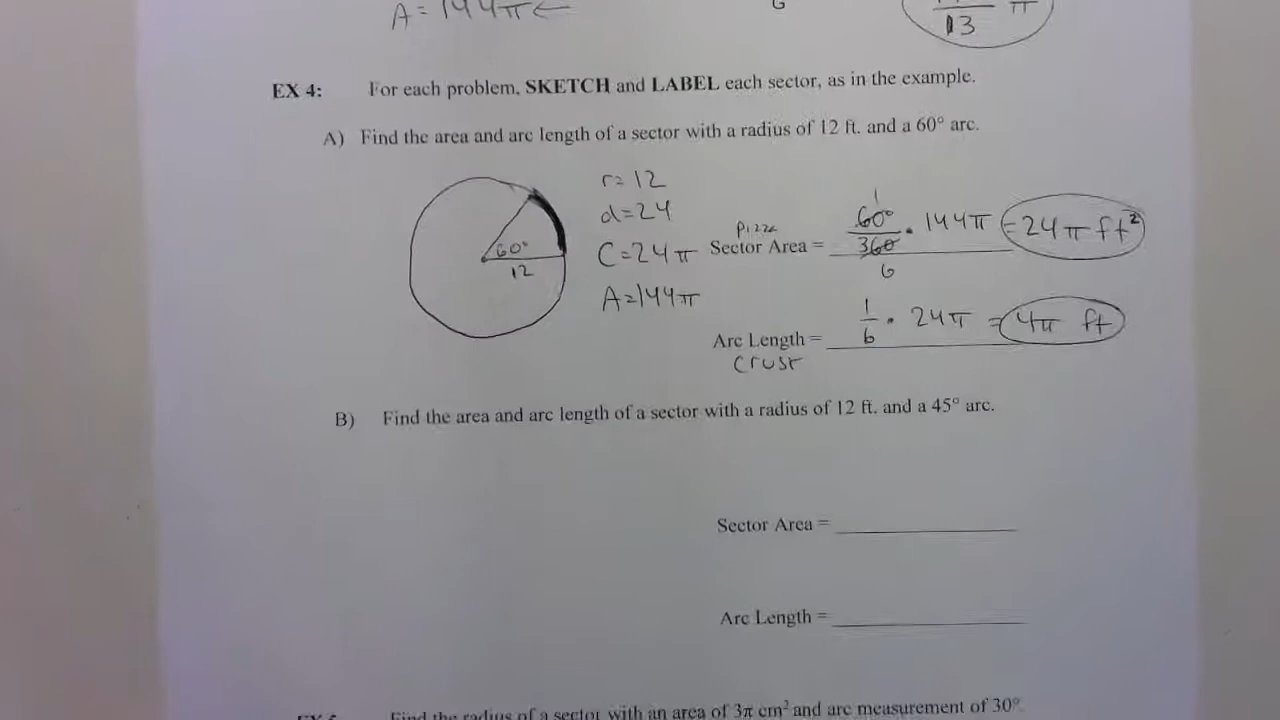 A = 144π ←
6
13 π
EX 4: For each problem, SKETCH and LABEL each sector, as in the example.
A) Find the area and arc length of a sector with a radius of 12 ft. and a 60° arc.
r= 12
d=24
C=24π
A=144π
60°
12
Pizza
Sector Area = 60°/360 · 144π = 24π ft²
1
6
Arc Length = 1/6 · 24π = 4π ft
crust
B) Find the area and arc length of a sector with a radius of 12 ft. and a 45° arc.
Sector Area =
Arc Length =
Find the radius of a sector with an area of 3π cm² and arc measurement of 30°